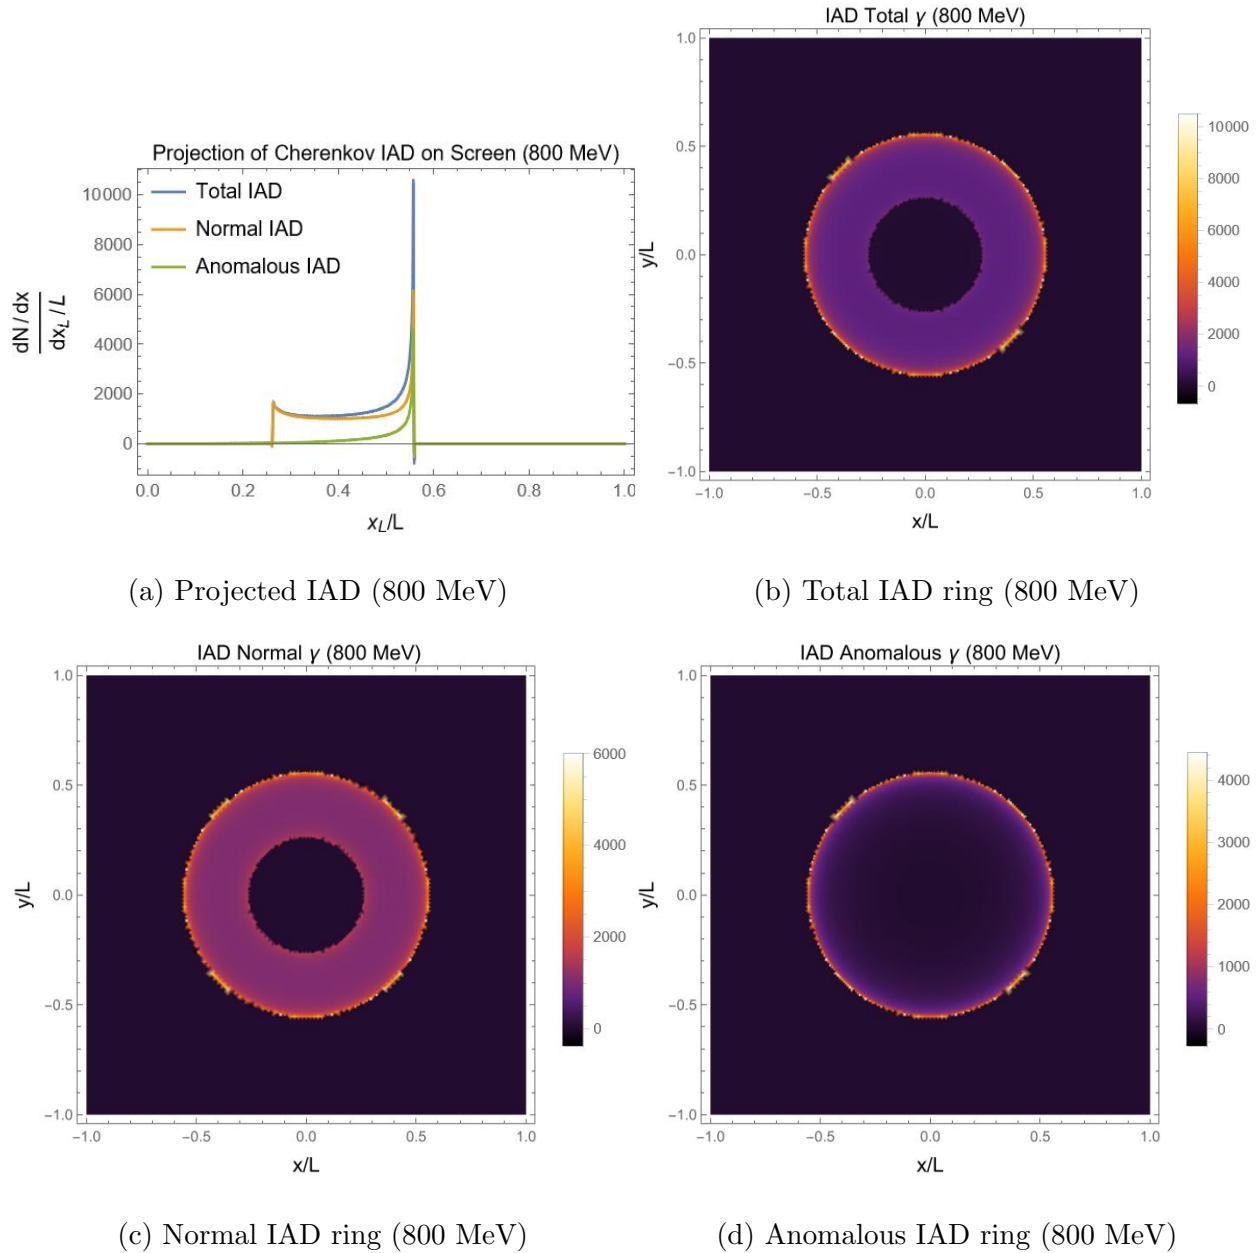 Projection of Cherenkov IAD on Screen (800 MeV)
Total IAD
Normal IAD
Anomalous IAD
10000
8000
6000
4000
2000
0
dN/dx
dx_L/L
0.0 0.2 0.4 0.6 0.8 1.0
x_L/L
(a) Projected IAD (800 MeV)
IAD Total γ (800 MeV)
1.0
0.5
0.0
−0.5
−1.0
y/L
−1.0 −0.5 0.0 0.5 1.0
x/L
10000
8000
6000
4000
2000
0
(b) Total IAD ring (800 MeV)
IAD Normal γ (800 MeV)
1.0
0.5
0.0
−0.5
−1.0
y/L
−1.0 −0.5 0.0 0.5 1.0
x/L
6000
4000
2000
0
(c) Normal IAD ring (800 MeV)
IAD Anomalous γ (800 MeV)
1.0
0.5
0.0
−0.5
−1.0
y/L
−1.0 −0.5 0.0 0.5 1.0
x/L
4000
3000
2000
1000
0
(d) Anomalous IAD ring (800 MeV)